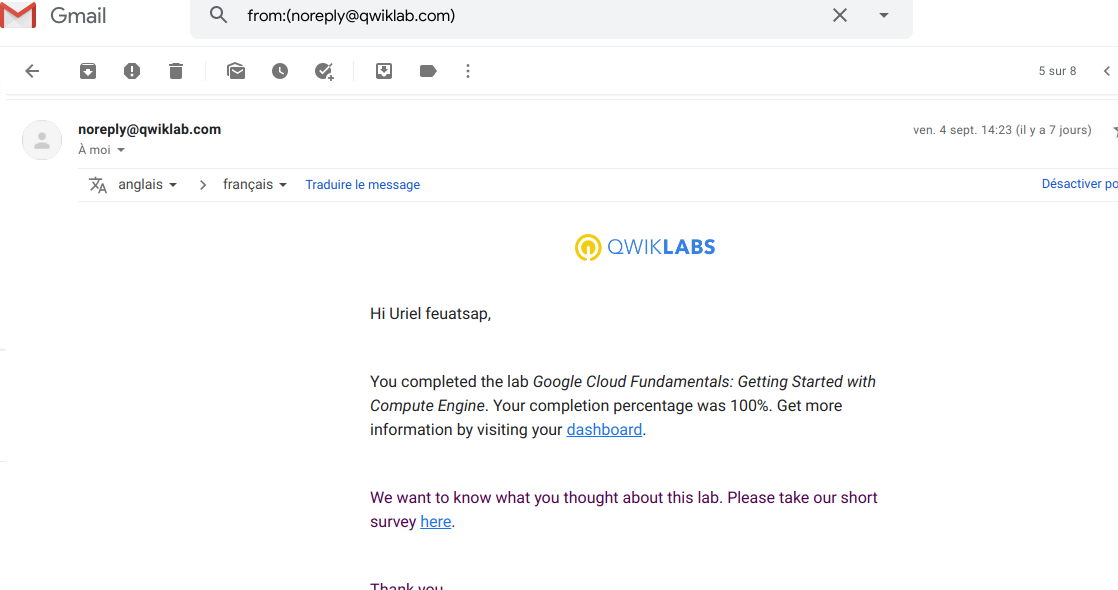 Gmail
from:(noreply@qwiklab.com)
5 sur 8
noreply@qwiklab.com
ven. 4 sept. 14:23 (il y a 7 jours)
À moi
anglais
français
Traduire le message
Désactiver po
QWIKLABS
Hi Uriel feuatsap,
You completed the lab Google Cloud Fundamentals: Getting Started with
Compute Engine. Your completion percentage was 100%. Get more
information by visiting your dashboard.
We want to know what you thought about this lab. Please take our short
survey here.
Thank you